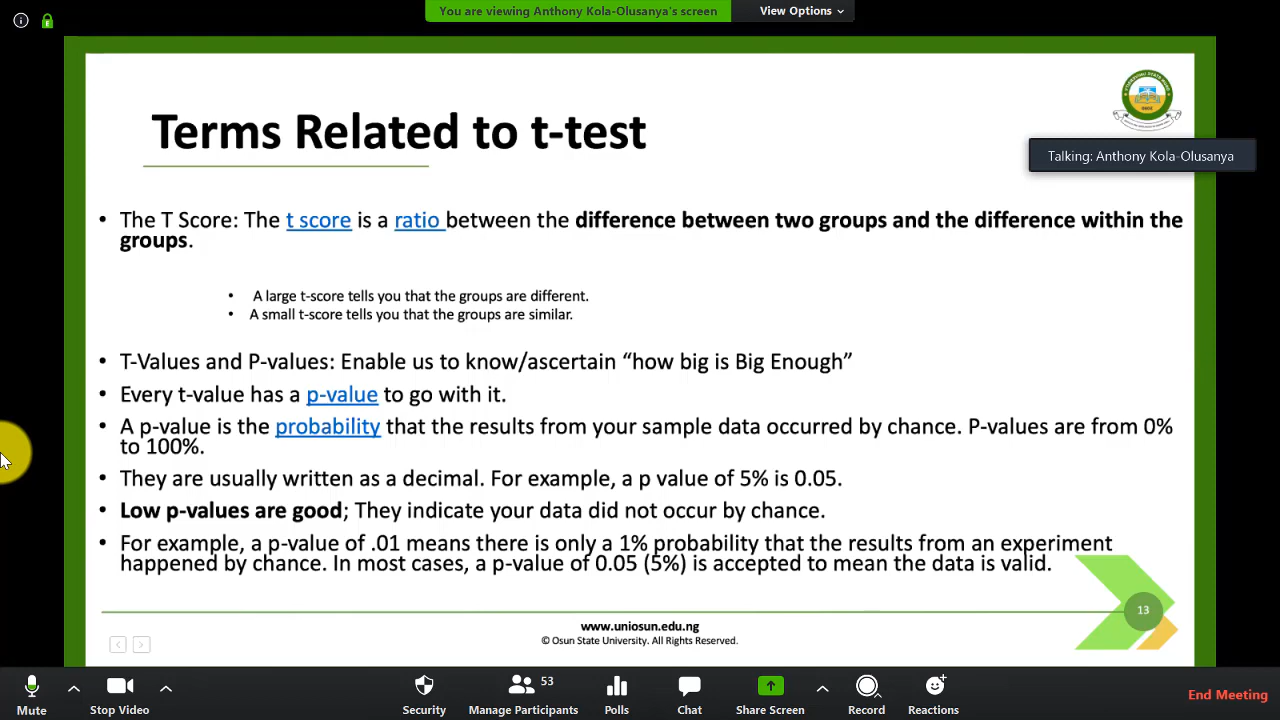 You are viewing Anthony Kola-Olusanya's screen
View Options
E
Terms Related to t-test
Talking: Anthony Kola-Olusanya
• The T Score: The t score is a ratio between the difference between two groups and the difference within the
groups.
• A large t-score tells you that the groups are different.
• A small t-score tells you that the groups are similar.
• T-Values and P-values: Enable us to know/ascertain “how big is Big Enough”
• Every t-value has a p-value to go with it.
• A p-value is the probability that the results from your sample data occurred by chance. P-values are from 0%
to 100%.
• They are usually written as a decimal. For example, a p value of 5% is 0.05.
• Low p-values are good; They indicate your data did not occur by chance.
• For example, a p-value of .01 means there is only a 1% probability that the results from an experiment
happened by chance. In most cases, a p-value of 0.05 (5%) is accepted to mean the data is valid.
13
www.uniosun.edu.ng
© Osun State University. All Rights Reserved.
53
Mute
Stop Video
Security
Manage Participants
Polls
Chat
Share Screen
Record
Reactions
End Meeting